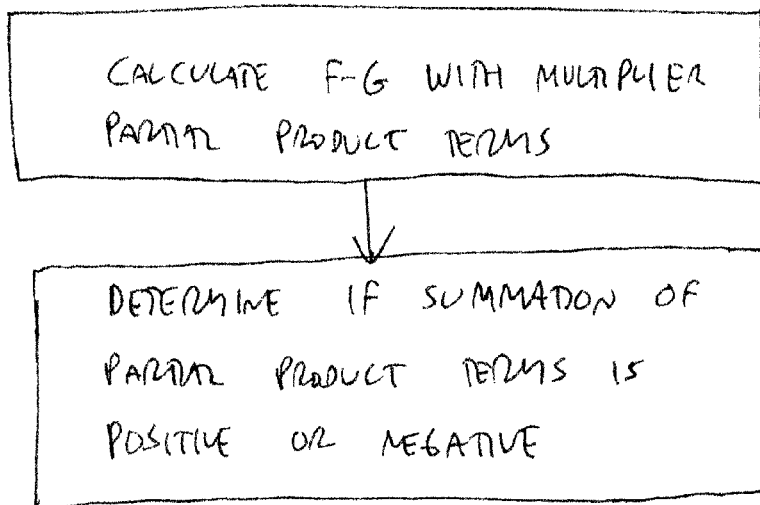 CALCULATE F-G WITH MULTIPLIER
PARTIAL PRODUCT TERMS
DETERMINE IF SUMMATION OF
PARTIAL PRODUCT TERMS IS
POSITIVE OR NEGATIVE